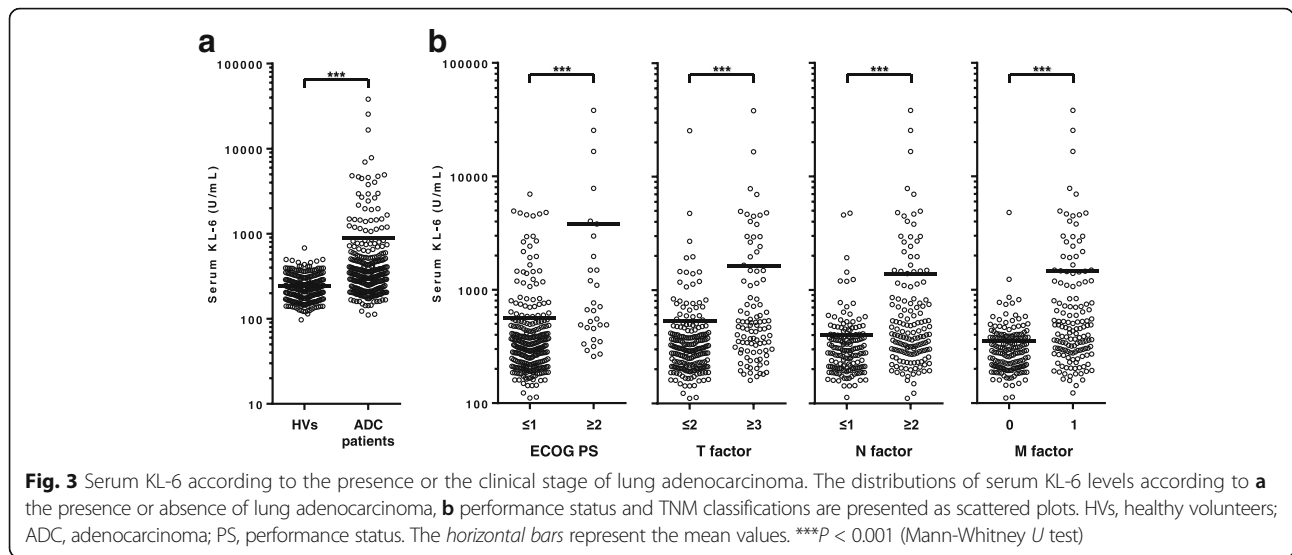 a
b
100000
10000
1000
100
10
Serum KL-6 (U/mL)
***
HVs
ADC patients
100000
10000
1000
100
Serum KL-6 (U/mL)
***
≤1
≥2
ECOG PS
***
≤2
≥3
T factor
***
≤1
≥2
N factor
***
0
1
M factor
Fig. 3 Serum KL-6 according to the presence or the clinical stage of lung adenocarcinoma. The distributions of serum KL-6 levels according to a
the presence or absence of lung adenocarcinoma, b performance status and TNM classifications are presented as scattered plots. HVs, healthy volunteers;
ADC, adenocarcinoma; PS, performance status. The horizontal bars represent the mean values. ***P < 0.001 (Mann-Whitney U test)